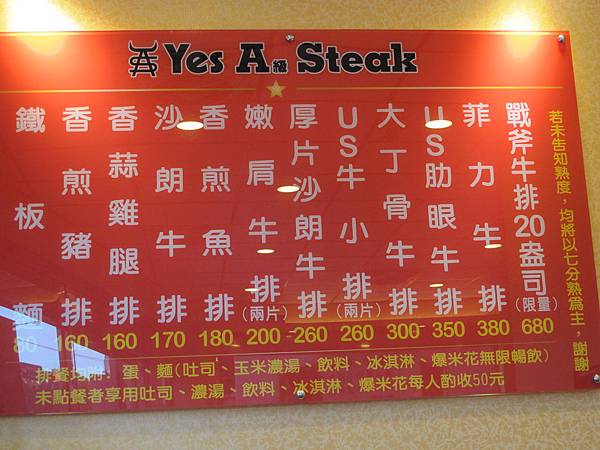 Yes A級 Steak
鐵板麵 80
香煎豬排 160
香蒜雞腿排 160
沙朗牛排 170
香煎魚排 180
嫩肩牛排(兩片) 200
厚片沙朗牛排 260
US牛小排(兩片) 260
大丁骨牛排 300
US肋眼牛排 350
菲力牛排 380
戰斧牛排20盎司(限量) 680
若未告知熟度，均將以七分熟為主，謝謝
排餐均附：蛋、麵(吐司、玉米濃湯、飲料、冰淇淋、爆米花無限暢飲)
未點餐者享用吐司、濃湯、飲料、冰淇淋、爆米花每人酌收50元